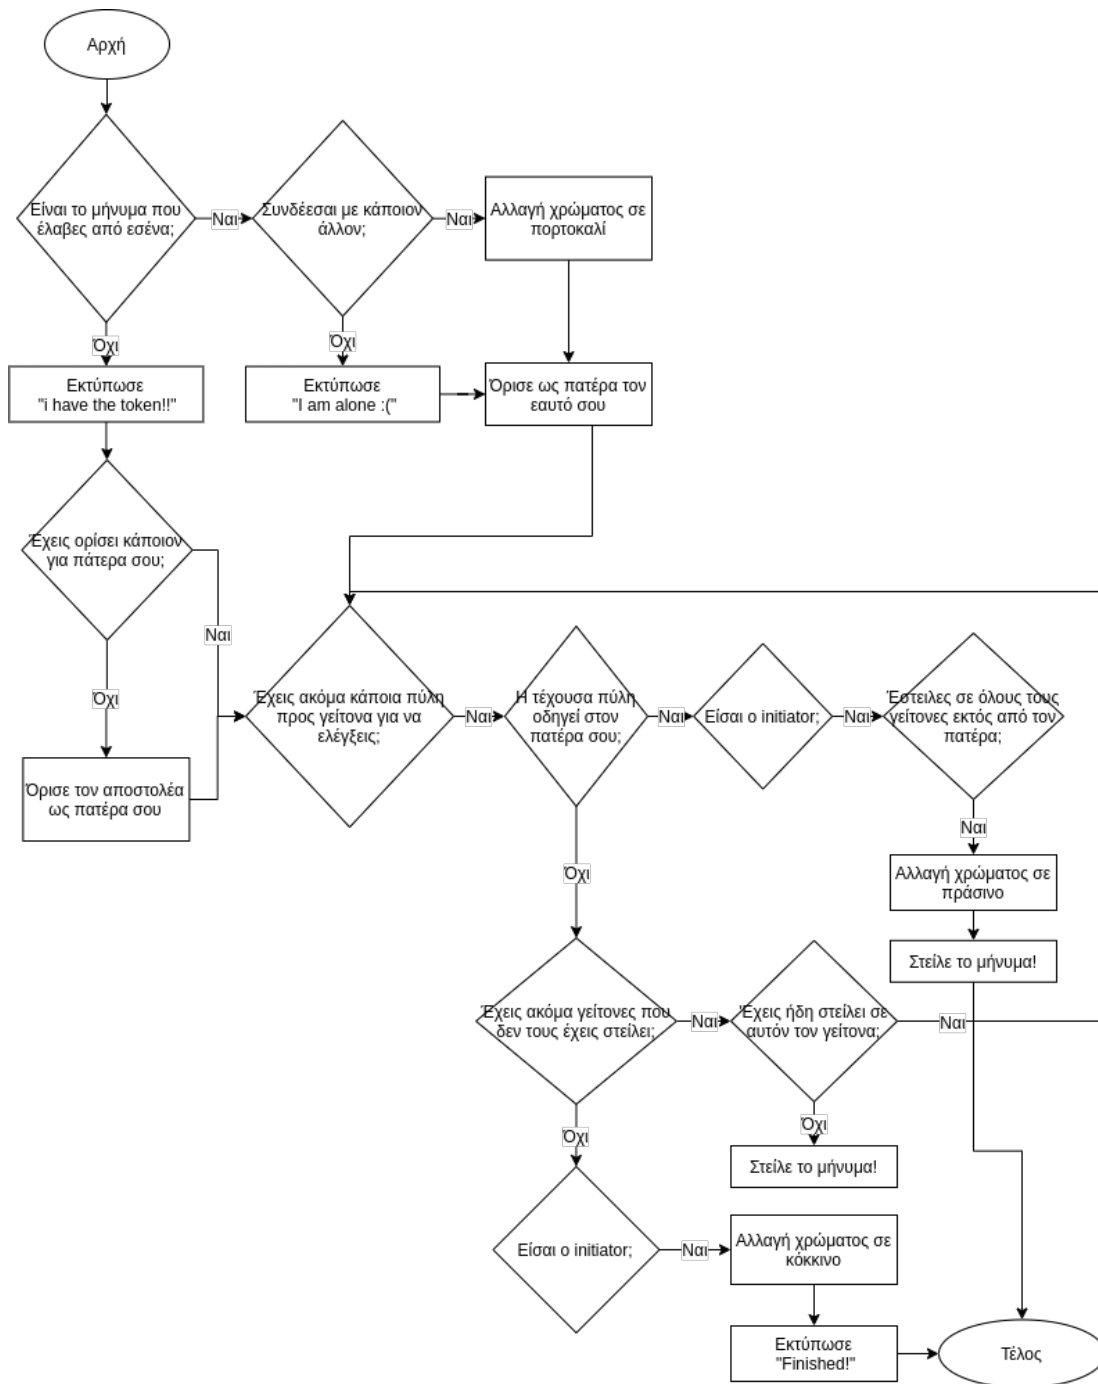 Αρχή
Είναι το μήνυμα που
έλαβες από εσένα;
Ναι
Συνδέεσαι με κάποιον
άλλον;
Ναι
Αλλαγή χρώματος σε
πορτοκαλί
Όχι
Όχι
Εκτύπωσε
"i have the token!!"
Εκτύπωσε
"I am alone :("
Όρισε ως πατέρα τον
εαυτό σου
Έχεις ορίσει κάποιον
για πάτερα σου;
Ναι
Όχι
Όρισε τον αποστολέα
ως πατέρα σου
Έχεις ακόμα κάποια πύλη
προς γείτονα για να
ελέγξεις;
Ναι
Η τέχουσα πύλη
οδηγεί στον
πατέρα σου;
Ναι
Είσαι ο initiator;
Ναι
Έστειλες σε όλους τους
γείτονες εκτός από τον
πατέρα;
Ναι
Αλλαγή χρώματος σε
πράσινο
Στείλε το μήνυμα!
Όχι
Έχεις ακόμα γείτονες που
δεν τους έχεις στείλει;
Ναι
Έχεις ήδη στείλει σε
αυτόν τον γείτονα;
Ναι
Όχι
Στείλε το μήνυμα!
Όχι
Είσαι ο initiator;
Ναι
Αλλαγή χρώματος σε
κόκκινο
Εκτύπωσε
"Finished!"
Τέλος